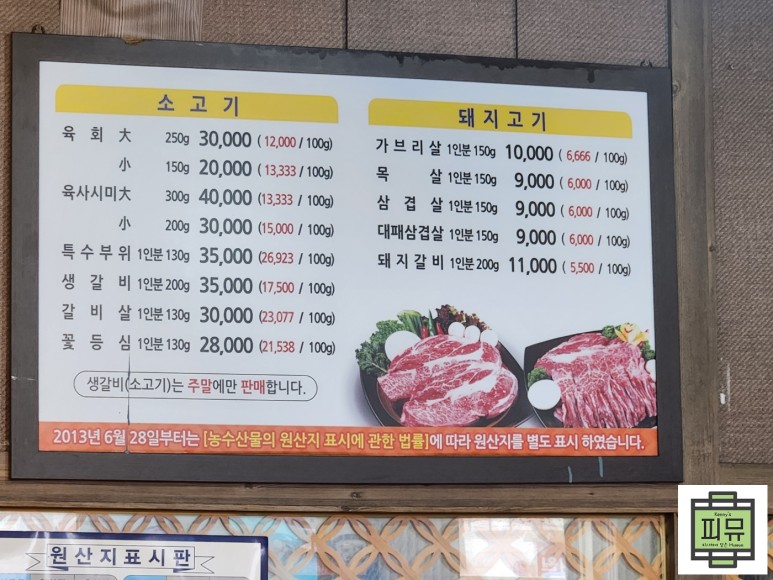 소고기
육회 大 250g 30,000 ( 12,000 / 100g)
小 150g 20,000 ( 13,333 / 100g)
육사시미大 300g 40,000 (13,333 / 100g)
小 200g 30,000 (15,000 / 100g)
특수부위 1인분 130g 35,000 (26,923 / 100g)
생갈비 1인분 200g 35,000 (17,500 / 100g)
갈비살 1인분 130g 30,000 (23,077 / 100g)
꽃등심 1인분 130g 28,000 (21,538 / 100g)
생갈비(소고기)는 주말에만 판매합니다.
돼지고기
가브리살 1인분 150g 10,000 ( 6,666 / 100g)
목살 1인분 150g 9,000 ( 6,000 / 100g)
삼겹살 1인분 150g 9,000 ( 6,000 / 100g)
대패삼겹살 1인분 150g 9,000 ( 6,000 / 100g)
돼지갈비 1인분 200g 11,000 ( 5,500 / 100g)
2013년 6월 28일부터는 [농수산물의 원산지 표시에 관한 법률]에 따라 원산지를 별도 표시 하였습니다.
원산지표시판
Kenny's
피뮤